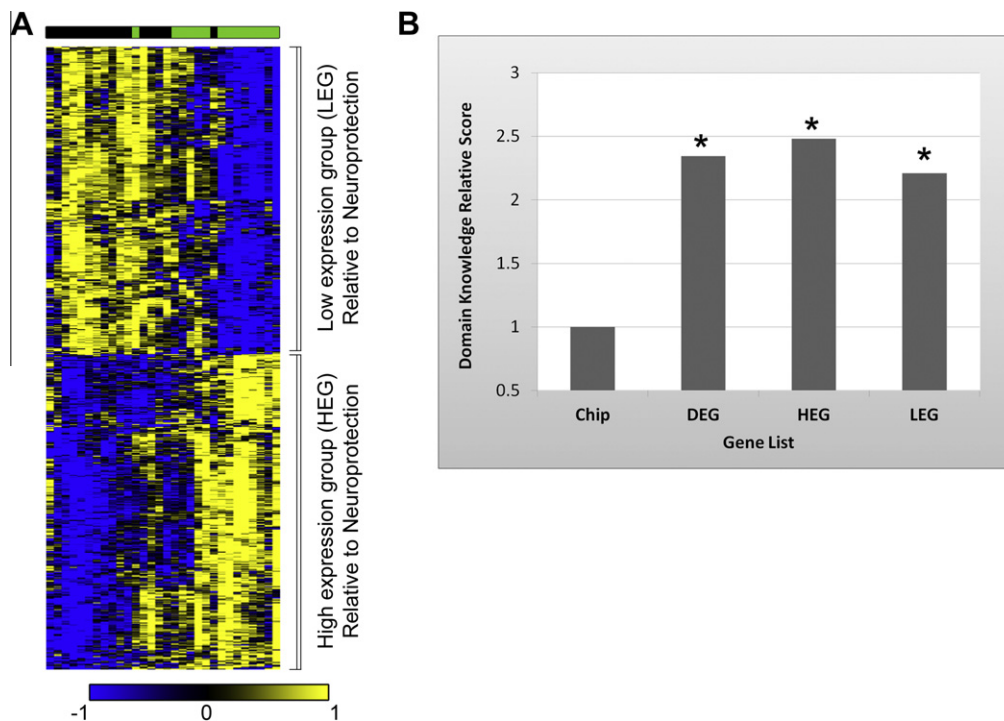 A
Low expression group (LEG)
Relative to Neuroprotection
High expression group (HEG)
Relative to Neuroprotection
-1 0 1
B
Domain Knowledge Relative Score
3
2.5
2
1.5
1
0.5
* * *
Chip DEG HEG LEG
Gene List